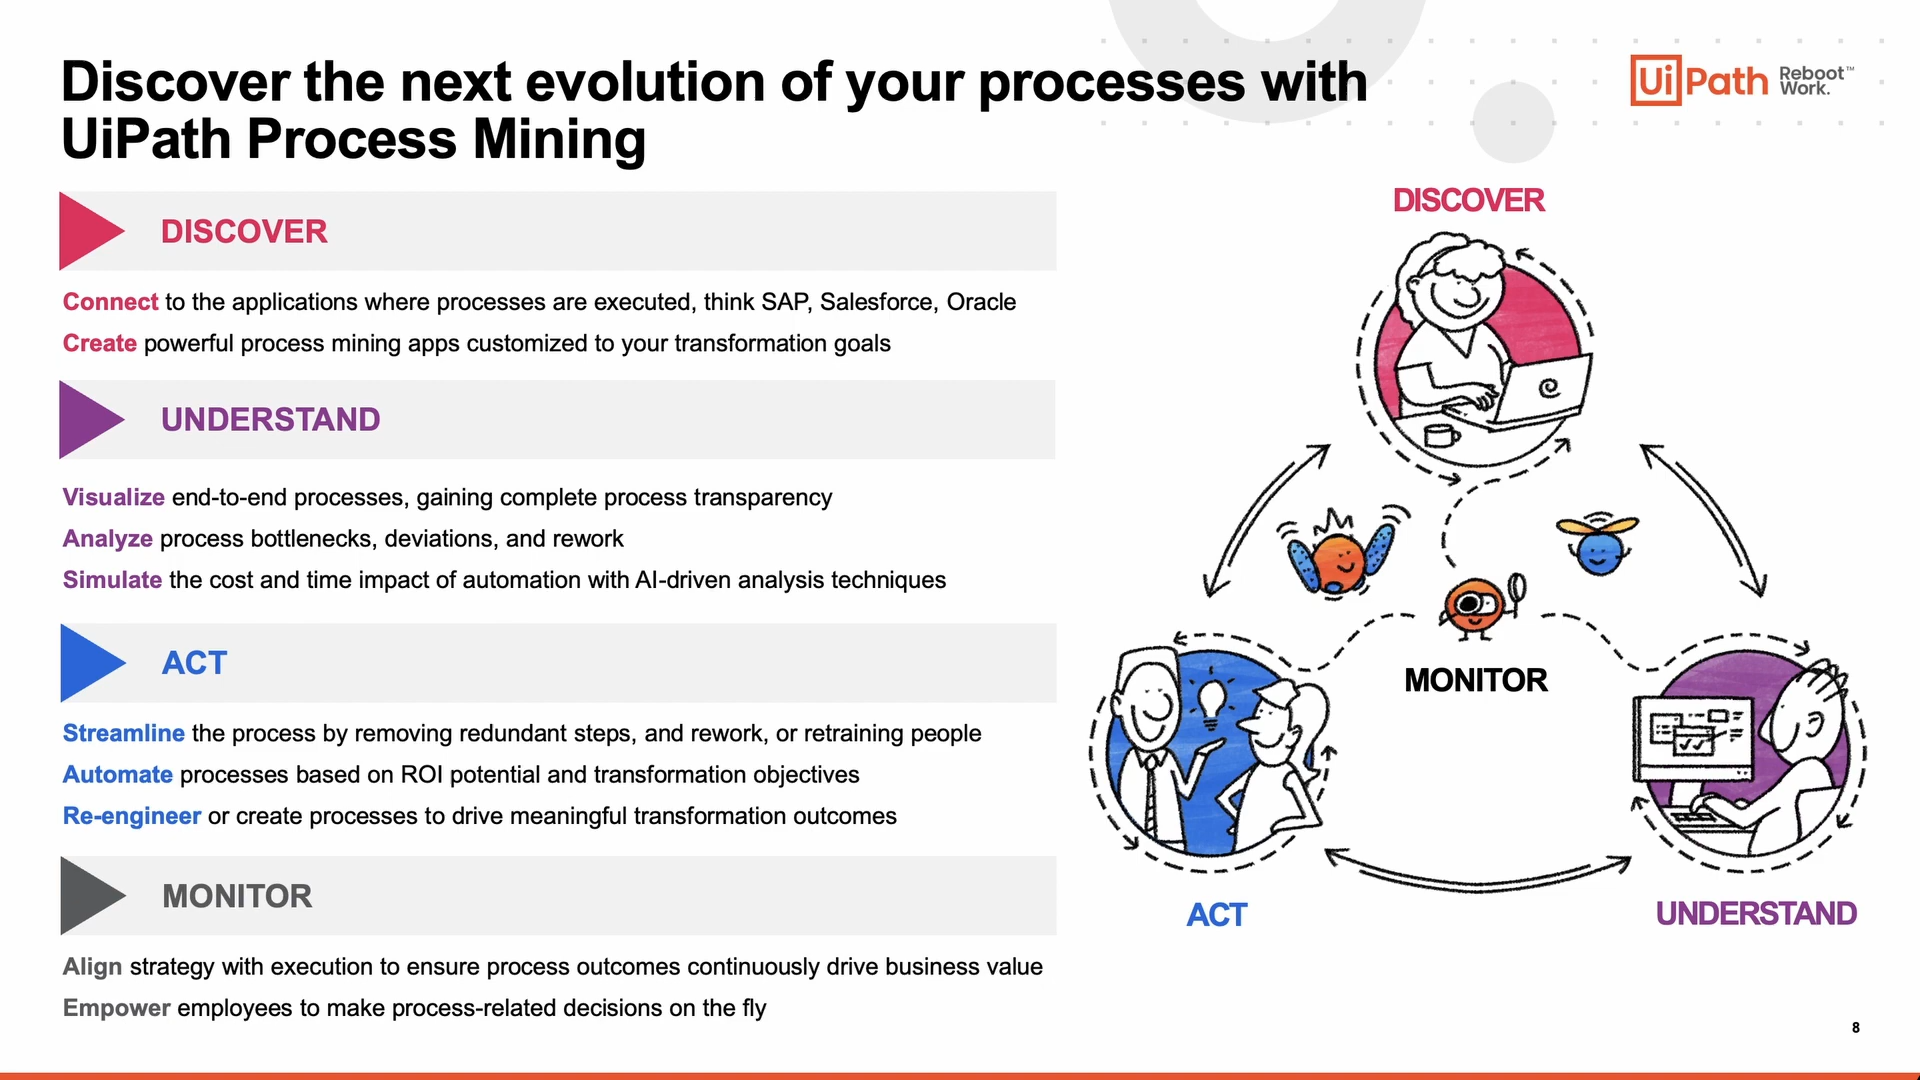 Discover the next evolution of your processes with
UiPath Process Mining
UiPath Reboot™
Work.
DISCOVER
Connect to the applications where processes are executed, think SAP, Salesforce, Oracle
Create powerful process mining apps customized to your transformation goals
UNDERSTAND
Visualize end-to-end processes, gaining complete process transparency
Analyze process bottlenecks, deviations, and rework
Simulate the cost and time impact of automation with AI-driven analysis techniques
ACT
Streamline the process by removing redundant steps, and rework, or retraining people
Automate processes based on ROI potential and transformation objectives
Re-engineer or create processes to drive meaningful transformation outcomes
MONITOR
Align strategy with execution to ensure process outcomes continuously drive business value
Empower employees to make process-related decisions on the fly
DISCOVER
MONITOR
ACT
UNDERSTAND
8